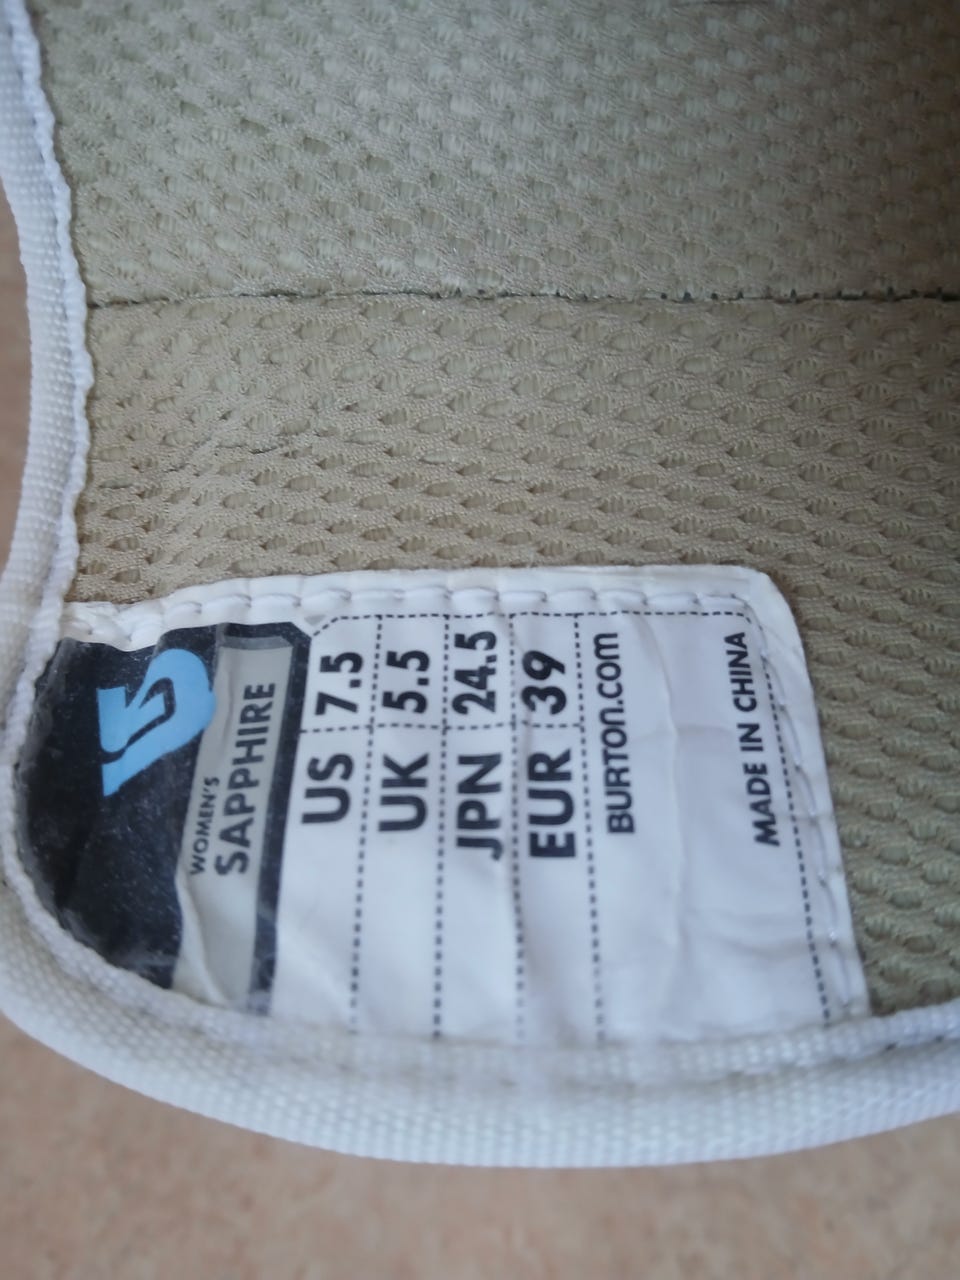 WOMEN'S
SAPPHIRE
US 7.5
UK 5.5
JPN 24.5
EUR 39
BURTON.com
MADE IN CHINA